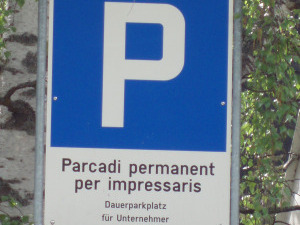 P
Parcadi permanent
per impressaris
Dauerparkplatz
für Unternehmer